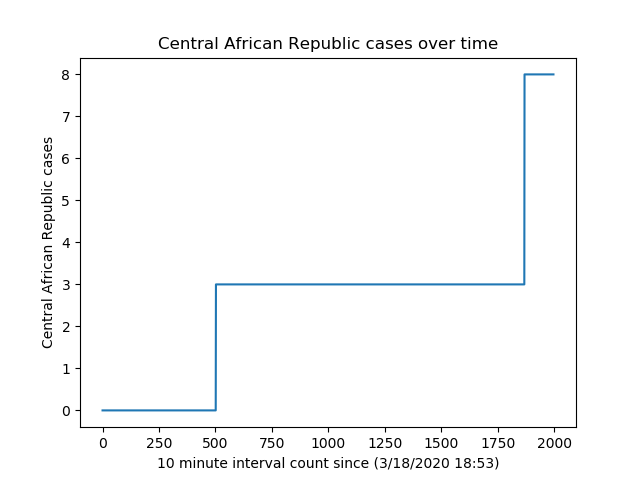 Central African Republic cases over time
Central African Republic cases
8
7
6
5
4
3
2
1
0
0 250 500 750 1000 1250 1500 1750 2000
10 minute interval count since (3/18/2020 18:53)